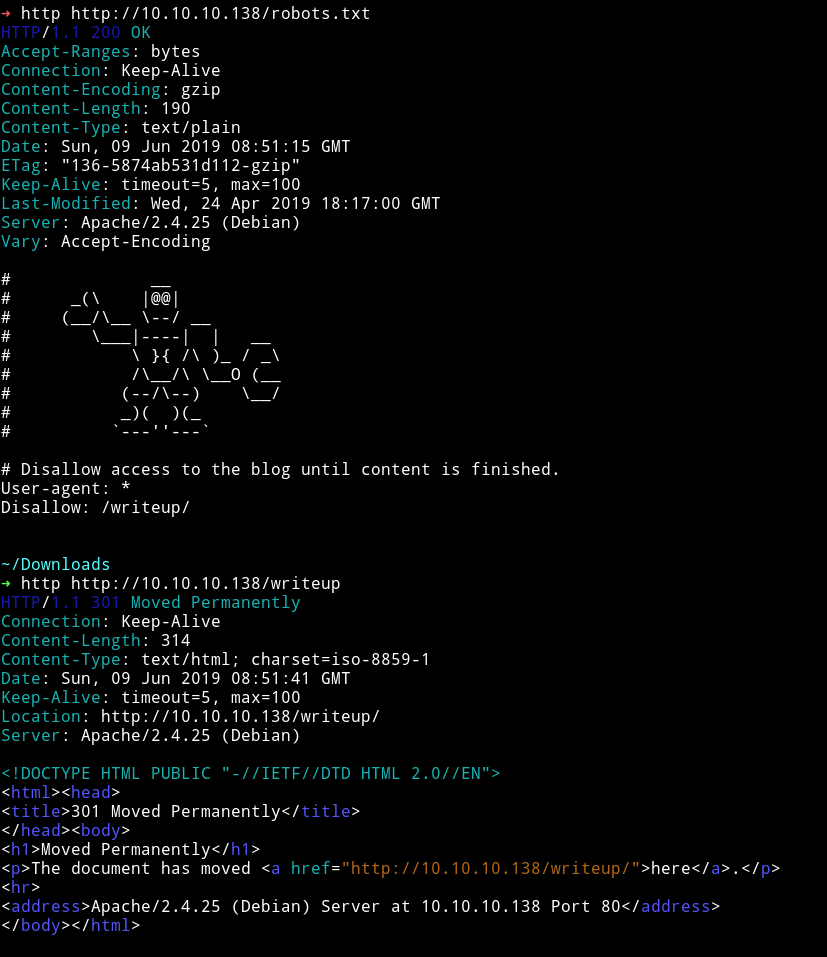 → http http://10.10.10.138/robots.txt
HTTP/1.1 200 OK
Accept-Ranges: bytes
Connection: Keep-Alive
Content-Encoding: gzip
Content-Length: 190
Content-Type: text/plain
Date: Sun, 09 Jun 2019 08:51:15 GMT
ETag: "136-5874ab531d112-gzip"
Keep-Alive: timeout=5, max=100
Last-Modified: Wed, 24 Apr 2019 18:17:00 GMT
Server: Apache/2.4.25 (Debian)
Vary: Accept-Encoding

#              __
#      _(\    |@@|
#     (__/\__ \--/ __
#        \___|----|  |   __
#            \ }{ /\ )_ / _\
#            /\__/\ \__O (__
#           (--/\--)    \__/
#           _)(  )(_
#          `---''---`

# Disallow access to the blog until content is finished.
User-agent: *
Disallow: /writeup/

~/Downloads
→ http http://10.10.10.138/writeup
HTTP/1.1 301 Moved Permanently
Connection: Keep-Alive
Content-Length: 314
Content-Type: text/html; charset=iso-8859-1
Date: Sun, 09 Jun 2019 08:51:41 GMT
Keep-Alive: timeout=5, max=100
Location: http://10.10.10.138/writeup/
Server: Apache/2.4.25 (Debian)

<!DOCTYPE HTML PUBLIC "-//IETF//DTD HTML 2.0//EN">
<html><head>
<title>301 Moved Permanently</title>
</head><body>
<h1>Moved Permanently</h1>
<p>The document has moved <a href="http://10.10.10.138/writeup/">here</a>.</p>
<hr>
<address>Apache/2.4.25 (Debian) Server at 10.10.10.138 Port 80</address>
</body></html>